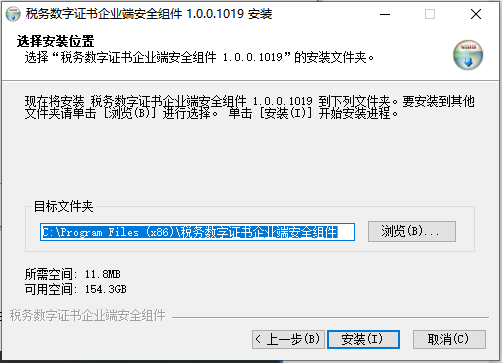 税务数字证书企业端安全组件 1.0.0.1019 安装
选择安装位置
选择“税务数字证书企业端安全组件 1.0.0.1019”的安装文件夹。
现在将安装 税务数字证书企业端安全组件 1.0.0.1019 到下列文件夹。要安装到其他
文件夹请单击 [浏览(B)] 进行选择。 单击 [安装(I)] 开始安装进程。
目标文件夹
C:\Program Files (x86)\税务数字证书企业端安全组件
浏览(B)...
所需空间: 11.8MB
可用空间: 154.3GB
税务数字证书企业端安全组件
< 上一步(B)
安装(I)
取消(C)